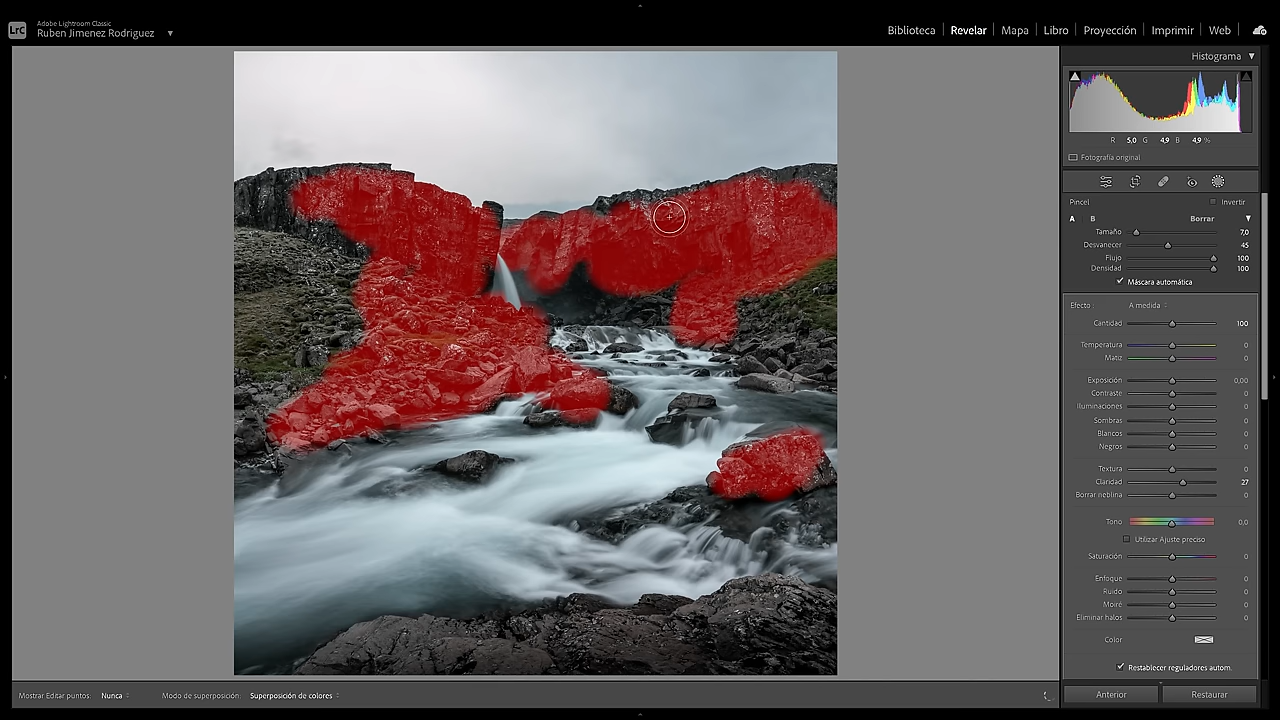 LrC
Adobe Lightroom Classic
Ruben Jimenez Rodriguez
Biblioteca | Revelar | Mapa | Libro | Proyección | Imprimir | Web
Histograma
R 5,0 G 4,9 B 4,9 %
Fotografía original
Pincel Invertir
A B Borrar
Tamaño 7,0
Desvanecer 45
Flujo 100
Densidad 100
Máscara automática
Efecto : A medida
Cantidad 100
Temperatura 0
Matiz 0
Exposición 0,00
Contraste 0
Iluminaciones 0
Sombras 0
Blancos 0
Negros 0
Textura 0
Claridad 27
Borrar neblina 0
Tono 0,0
Utilizar Ajuste preciso
Saturación 0
Enfoque 0
Ruido 0
Moiré 0
Eliminar halos 0
Color
Restablecer reguladores autom.
Mostrar Editar puntos: Nunca Modo de superposición: Superposición de colores
Anterior Restaurar